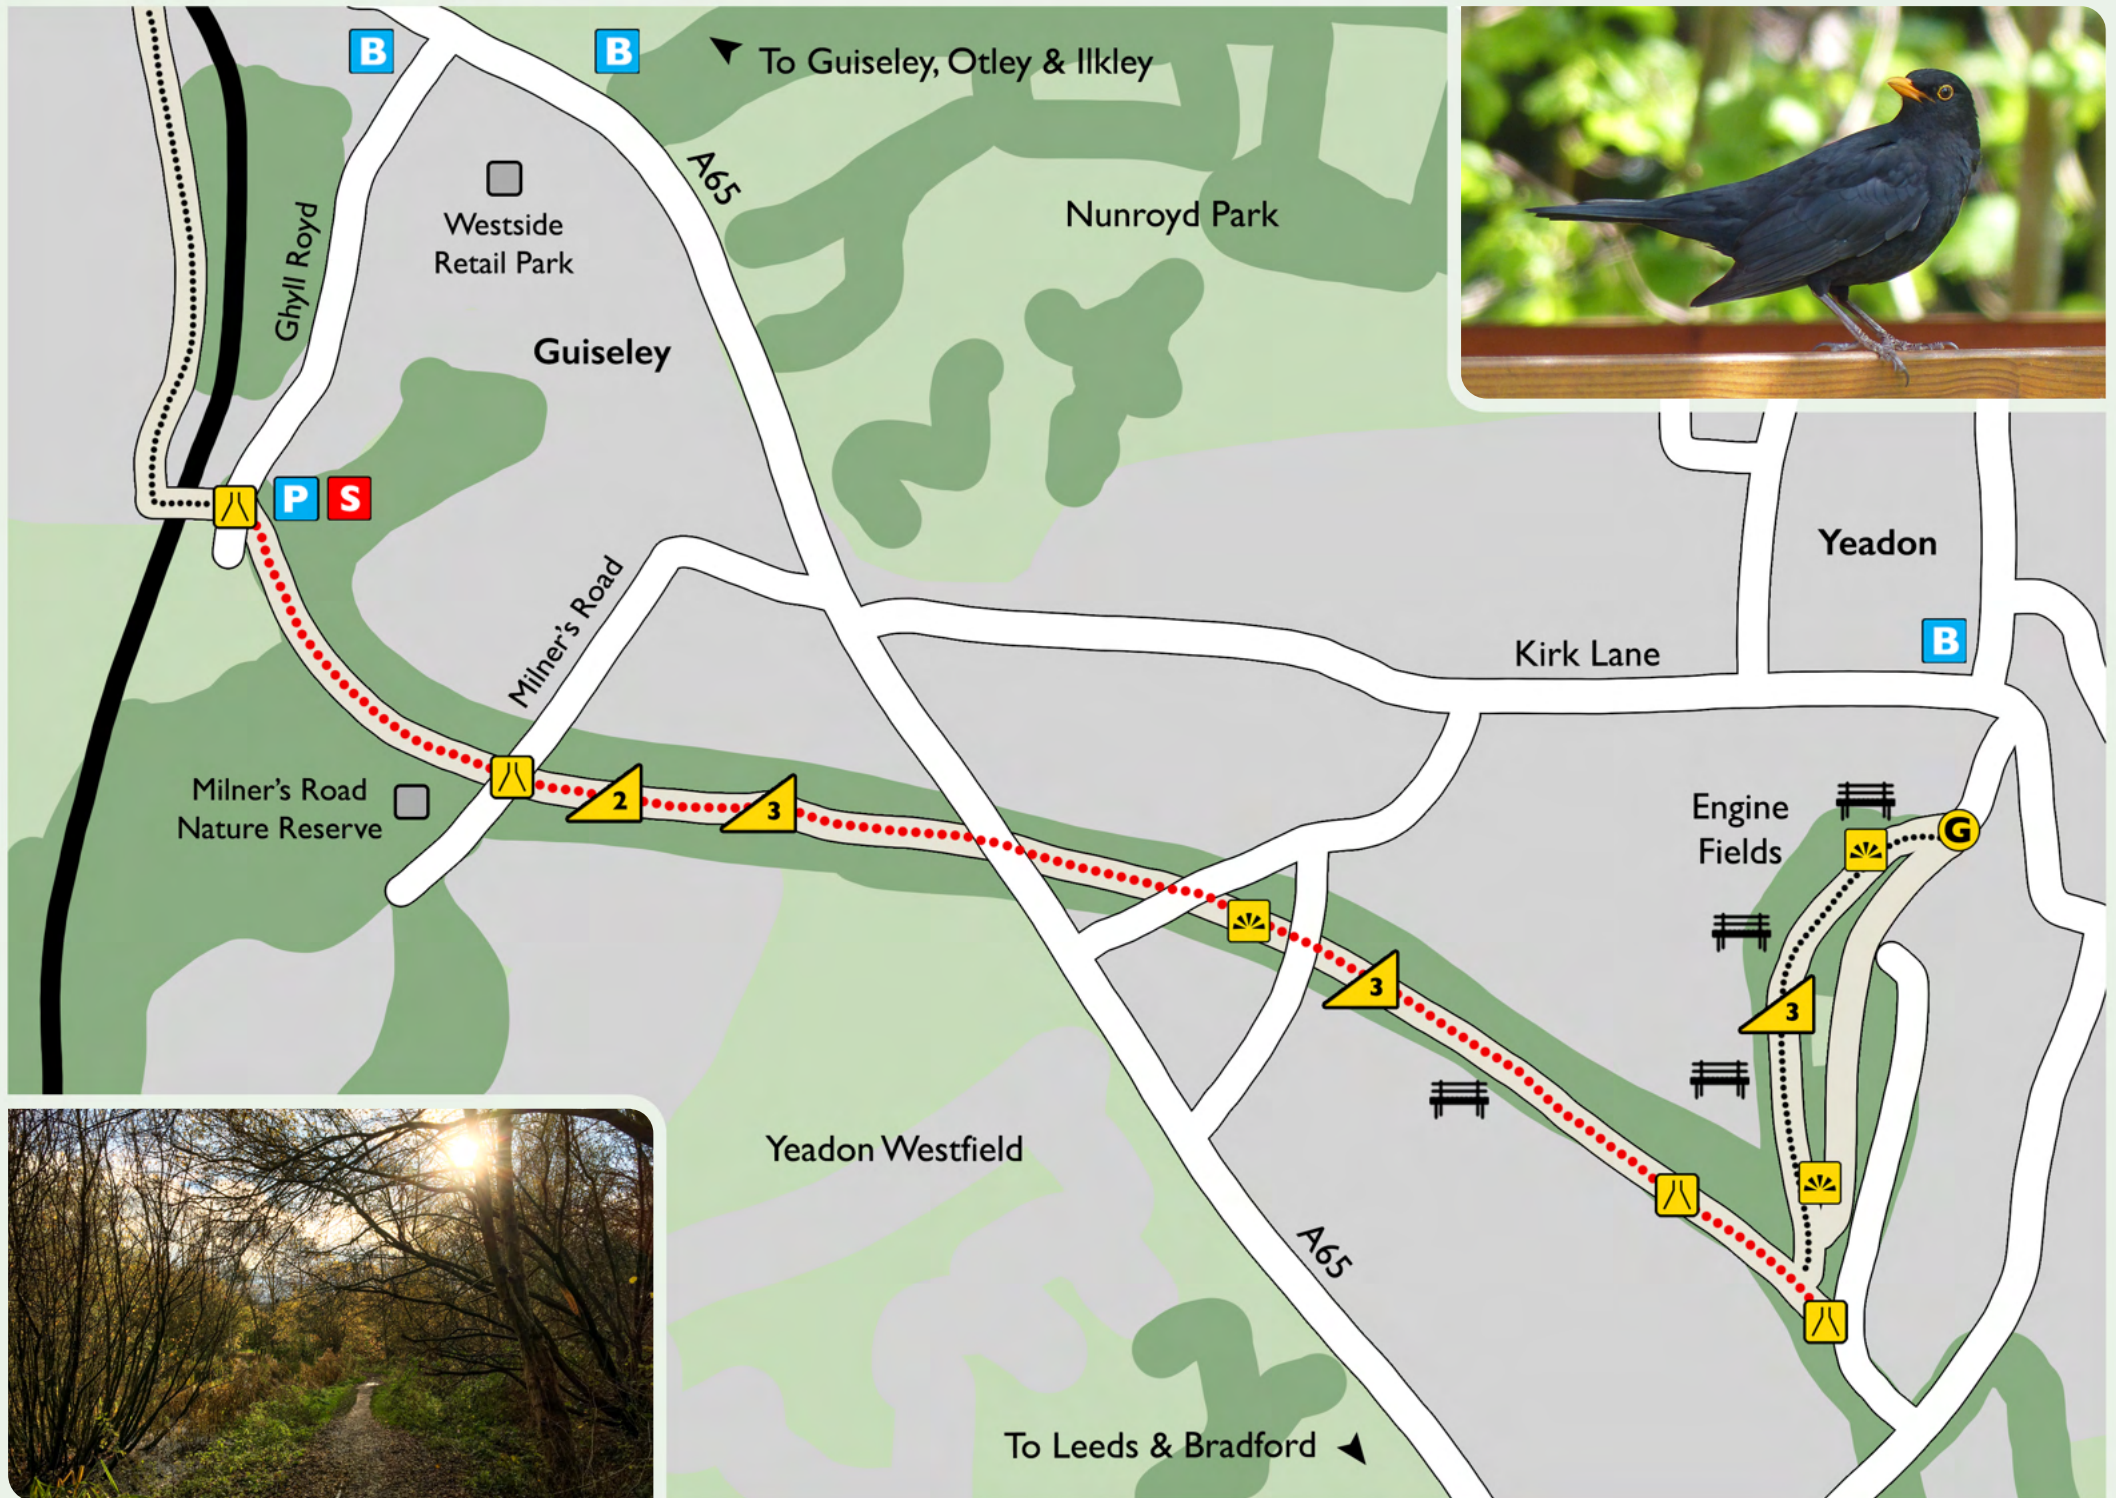 B
B
To Guiseley, Otley & Ilkley
A65
Westside
Retail Park
Nunroyd Park
Ghyll Royd
Guiseley
P
S
Yeadon
Milner's Road
B
Kirk Lane
Milner's Road
Nature Reserve
2
3
Engine
Fields
G
3
3
Yeadon Westfield
A65
To Leeds & Bradford